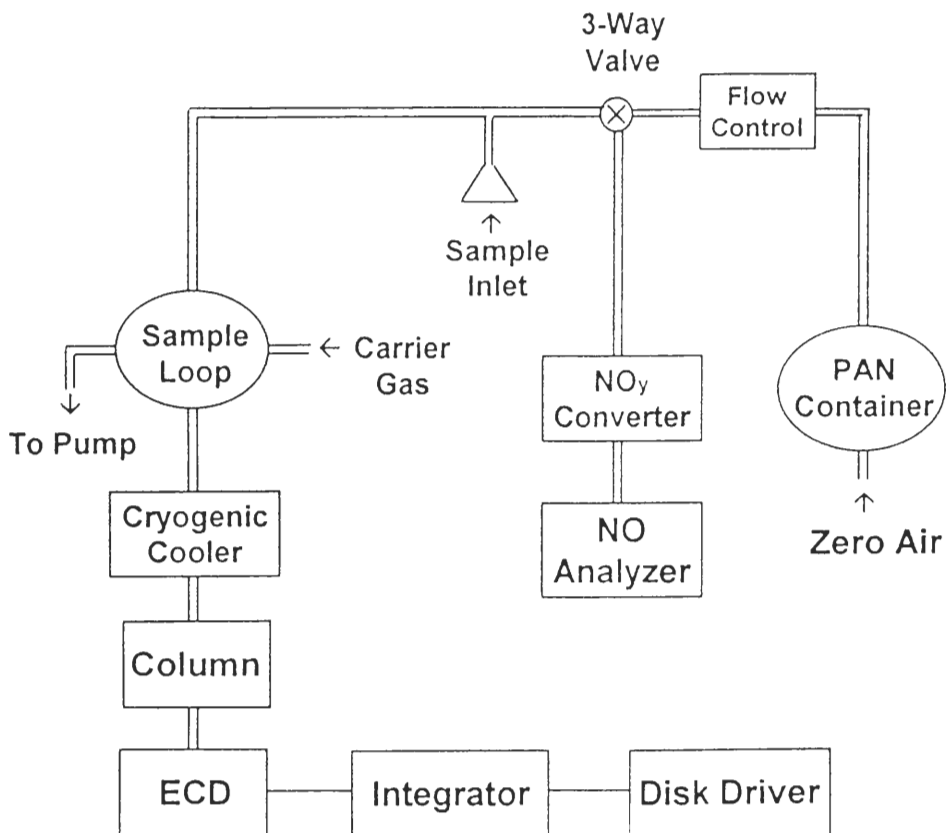 3-Way
Valve
Flow
Control
↑
Sample
Inlet
Sample
Loop
← Carrier
Gas
↓
To Pump
PAN
Container
NOy
Converter
↑
Zero Air
Cryogenic
Cooler
NO
Analyzer
Column
ECD
Integrator
Disk Driver